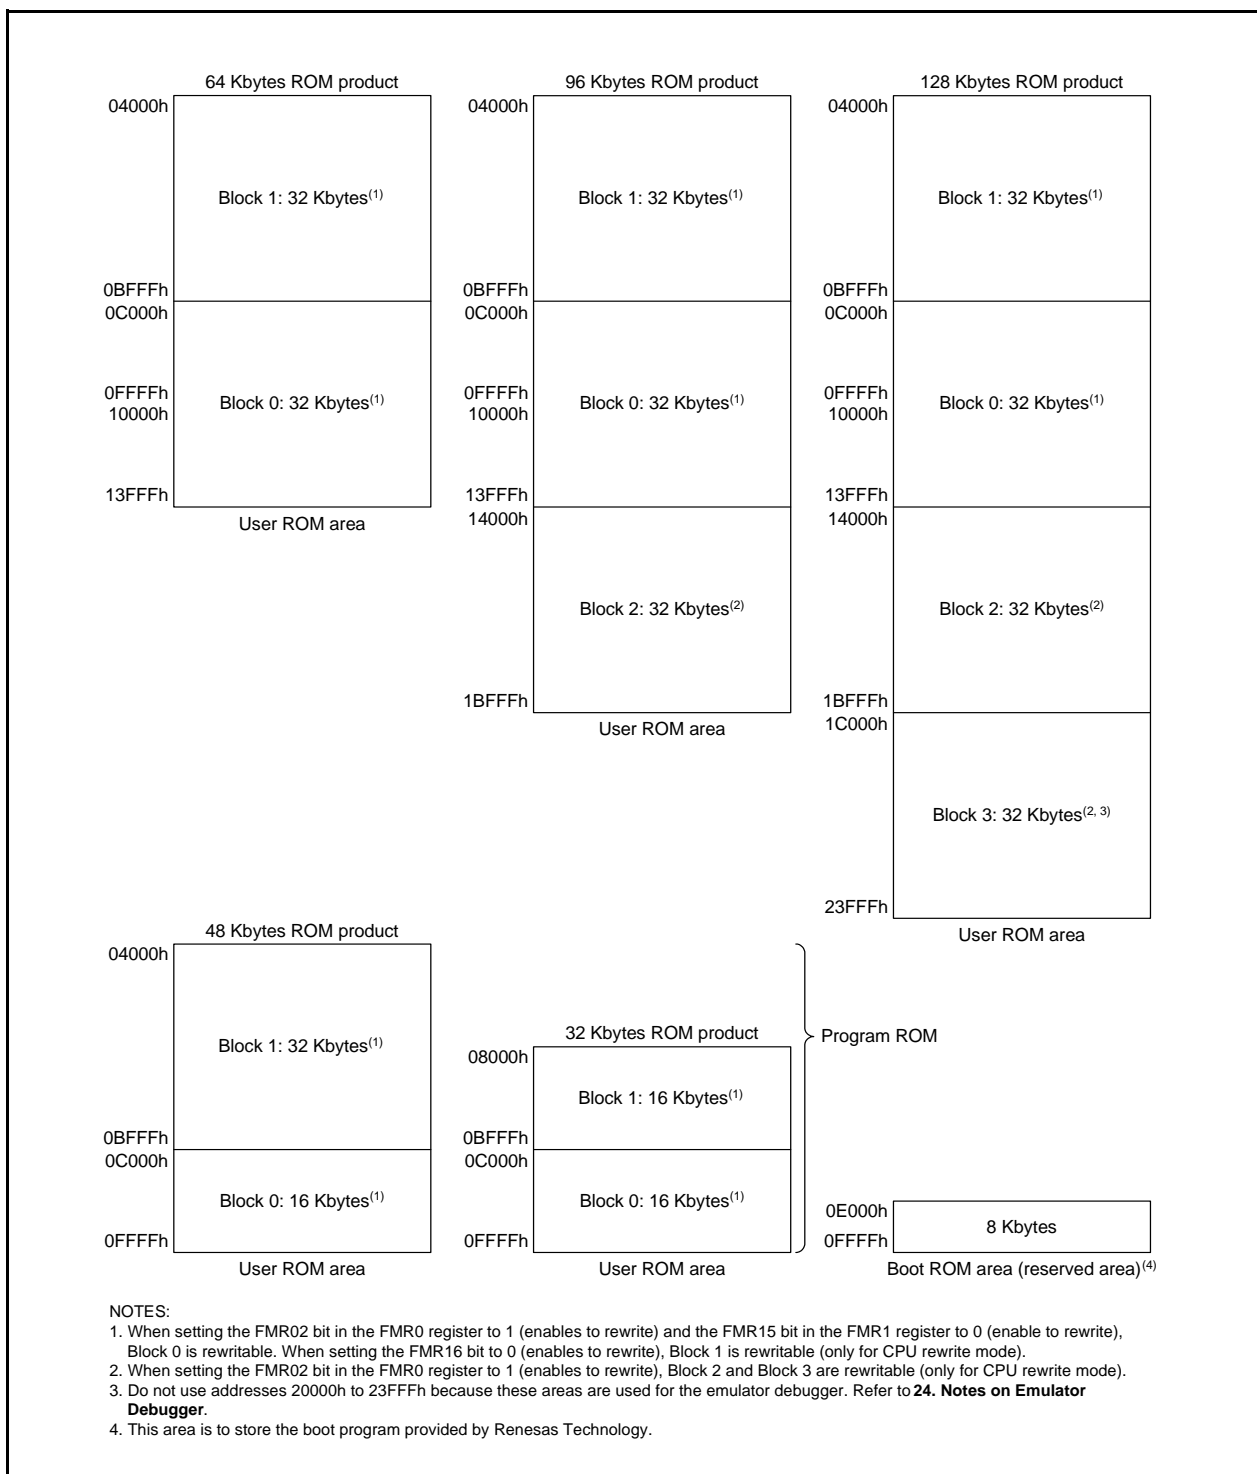 64 Kbytes ROM product
04000h
Block 1: 32 Kbytes(1)
0BFFFh
0C000h
0FFFFh
10000h
Block 0: 32 Kbytes(1)
13FFFh
User ROM area
96 Kbytes ROM product
04000h
Block 1: 32 Kbytes(1)
0BFFFh
0C000h
0FFFFh
10000h
Block 0: 32 Kbytes(1)
13FFFh
14000h
Block 2: 32 Kbytes(2)
1BFFFh
User ROM area
128 Kbytes ROM product
04000h
Block 1: 32 Kbytes(1)
0BFFFh
0C000h
0FFFFh
10000h
Block 0: 32 Kbytes(1)
13FFFh
14000h
Block 2: 32 Kbytes(2)
1BFFFh
1C000h
Block 3: 32 Kbytes(2, 3)
23FFFh
User ROM area
48 Kbytes ROM product
04000h
Block 1: 32 Kbytes(1)
0BFFFh
0C000h
Block 0: 16 Kbytes(1)
0FFFFh
User ROM area
32 Kbytes ROM product
08000h
Block 1: 16 Kbytes(1)
0BFFFh
0C000h
Block 0: 16 Kbytes(1)
0FFFFh
User ROM area
Program ROM
0E000h
8 Kbytes
0FFFFh
Boot ROM area (reserved area)(4)
NOTES:
1. When setting the FMR02 bit in the FMR0 register to 1 (enables to rewrite) and the FMR15 bit in the FMR1 register to 0 (enable to rewrite),
Block 0 is rewritable. When setting the FMR16 bit to 0 (enables to rewrite), Block 1 is rewritable (only for CPU rewrite mode).
2. When setting the FMR02 bit in the FMR0 register to 1 (enables to rewrite), Block 2 and Block 3 are rewritable (only for CPU rewrite mode).
3. Do not use addresses 20000h to 23FFFh because these areas are used for the emulator debugger. Refer to 24. Notes on Emulator
Debugger.
4. This area is to store the boot program provided by Renesas Technology.